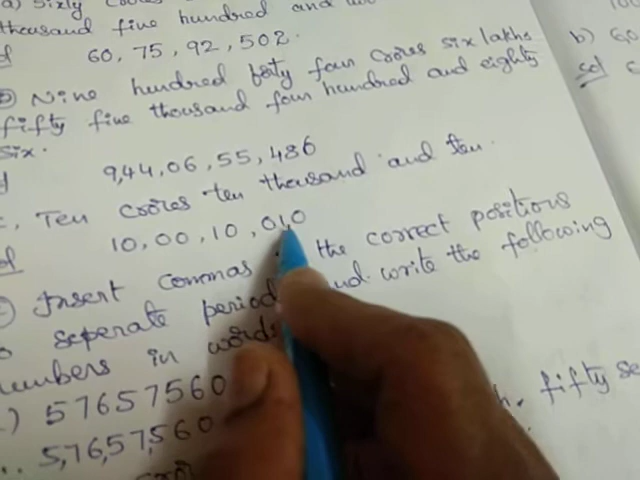 a) Sixty
thousand five hundred and
60, 75, 92, 502.
b) Nine hundred forty four crores six lakhs
fifty five thousand four hundred and eighty
six.
9,44, 06, 55, 486
Ten crores ten thousand and ten.
10, 00, 10, 010
Insert commas the correct positions
seperate period and write the following
numbers in words
57657560
5,76,57,560
fifty
b)